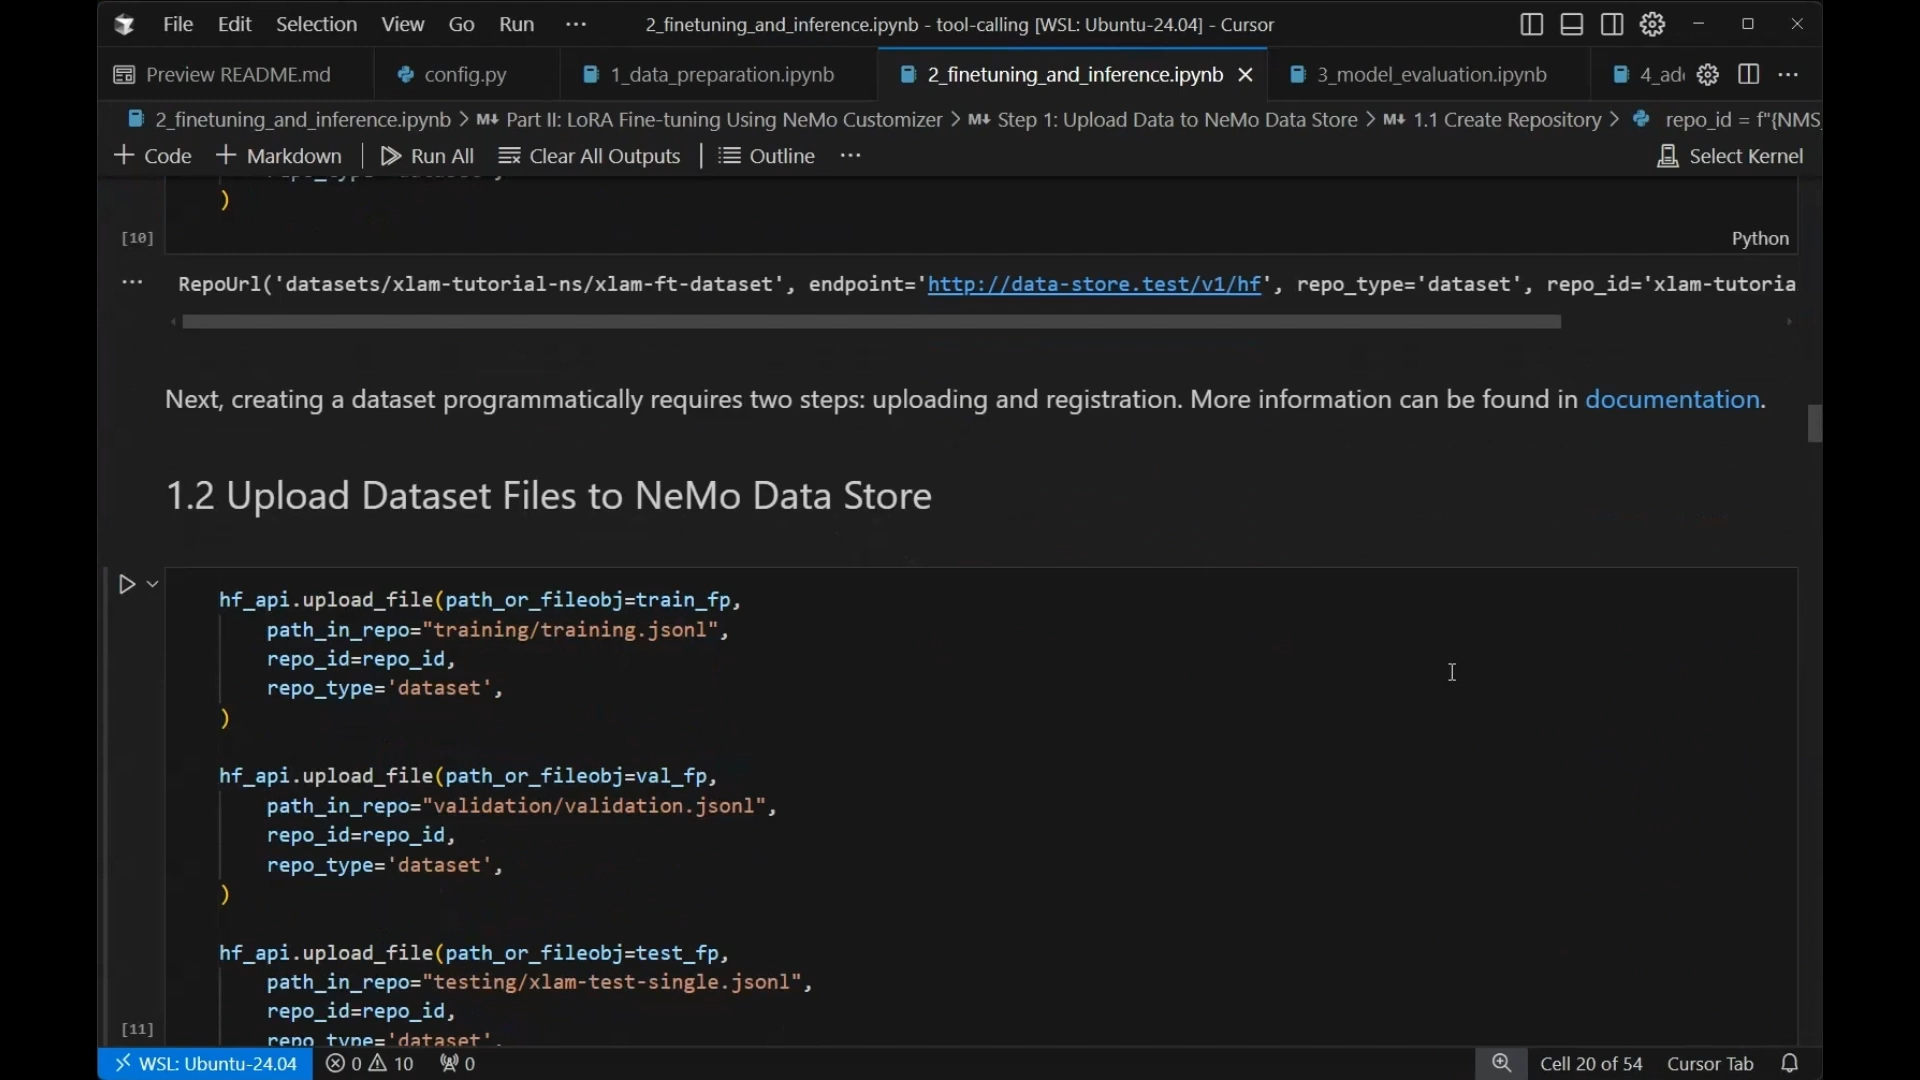 File Edit Selection View Go Run ··· 2_finetuning_and_inference.ipynb - tool-calling [WSL: Ubuntu-24.04] - Cursor
Preview README.md config.py 1_data_preparation.ipynb 2_finetuning_and_inference.ipynb 3_model_evaluation.ipynb 4_ad
2_finetuning_and_inference.ipynb > M↓ Part II: LoRA Fine-tuning Using NeMo Customizer > M↓ Step 1: Upload Data to NeMo Data Store > M↓ 1.1 Create Repository > repo_id = f"{NMS_
+ Code + Markdown Run All Clear All Outputs Outline ··· Select Kernel
)
[10] Python
RepoUrl('datasets/xlam-tutorial-ns/xlam-ft-dataset', endpoint='http://data-store.test/v1/hf', repo_type='dataset', repo_id='xlam-tutoria
Next, creating a dataset programmatically requires two steps: uploading and registration. More information can be found in documentation.
1.2 Upload Dataset Files to NeMo Data Store
hf_api.upload_file(path_or_fileobj=train_fp,
path_in_repo="training/training.jsonl",
repo_id=repo_id,
repo_type='dataset',
)
hf_api.upload_file(path_or_fileobj=val_fp,
path_in_repo="validation/validation.jsonl",
repo_id=repo_id,
repo_type='dataset',
)
hf_api.upload_file(path_or_fileobj=test_fp,
path_in_repo="testing/xlam-test-single.jsonl",
repo_id=repo_id,
[11] repo_type='dataset',
WSL: Ubuntu-24.04 0 10 0 Cell 20 of 54 Cursor Tab